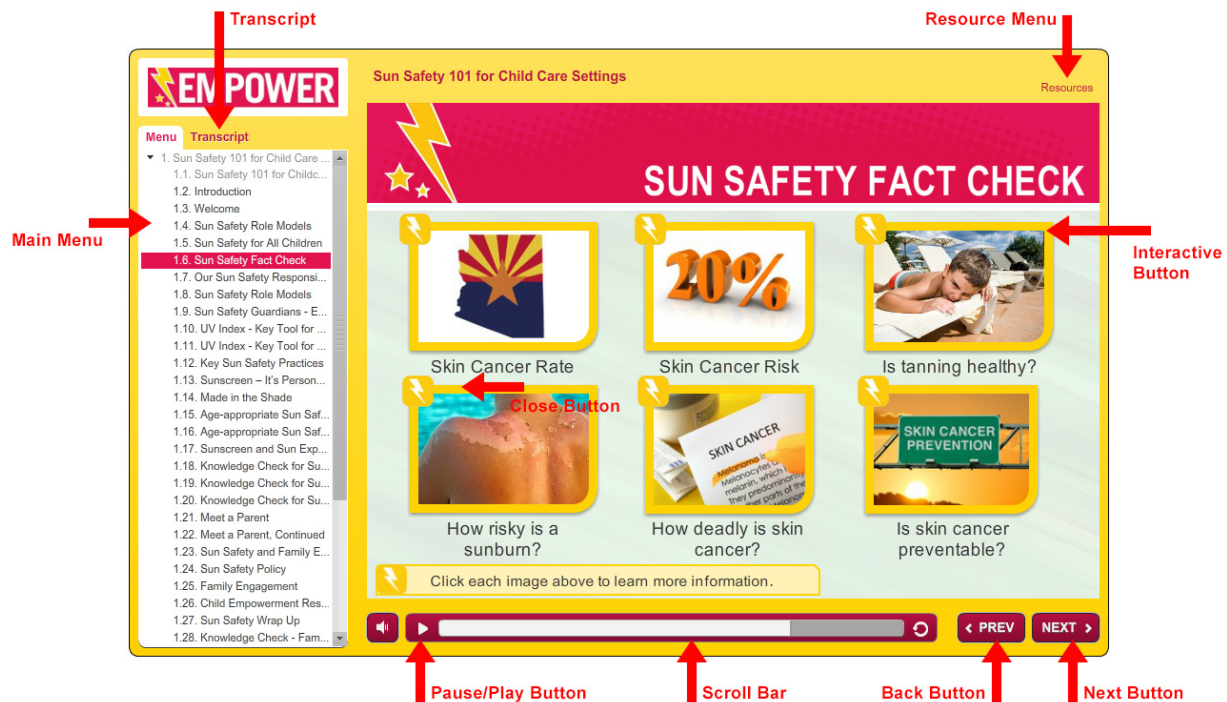 Transcript
Resource Menu
EMPOWER
Sun Safety 101 for Child Care Settings
Resources
Menu
Transcript
1. Sun Safety 101 for Child Care ...
1.1. Sun Safety 101 for Childc...
1.2. Introduction
1.3. Welcome
1.4. Sun Safety Role Models
1.5. Sun Safety for All Children
1.6. Sun Safety Fact Check
1.7. Our Sun Safety Responsi...
1.8. Sun Safety Role Models
1.9. Sun Safety Guardians - E...
1.10. UV Index - Key Tool for ...
1.11. UV Index - Key Tool for ...
1.12. Key Sun Safety Practices
1.13. Sunscreen – It's Person...
1.14. Made in the Shade
1.15. Age-appropriate Sun Saf...
1.16. Age-appropriate Sun Saf...
1.17. Sunscreen and Sun Exp...
1.18. Knowledge Check for Su...
1.19. Knowledge Check for Su...
1.20. Knowledge Check for Su...
1.21. Meet a Parent
1.22. Meet a Parent, Continued
1.23. Sun Safety and Family E...
1.24. Sun Safety Policy
1.25. Family Engagement
1.26. Child Empowerment Res...
1.27. Sun Safety Wrap Up
1.28. Knowledge Check - Fam...
Main Menu
SUN SAFETY FACT CHECK
20%
Interactive
Button
Skin Cancer Rate
Skin Cancer Risk
Is tanning healthy?
Close Button
SKIN CANCER
Melanoma is
Melanocytes
melanin, which
They predominantly
other parts of the
SKIN CANCER
PREVENTION
How risky is a
sunburn?
How deadly is skin
cancer?
Is skin cancer
preventable?
Click each image above to learn more information.
PREV
NEXT
Pause/Play Button
Scroll Bar
Back Button
Next Button